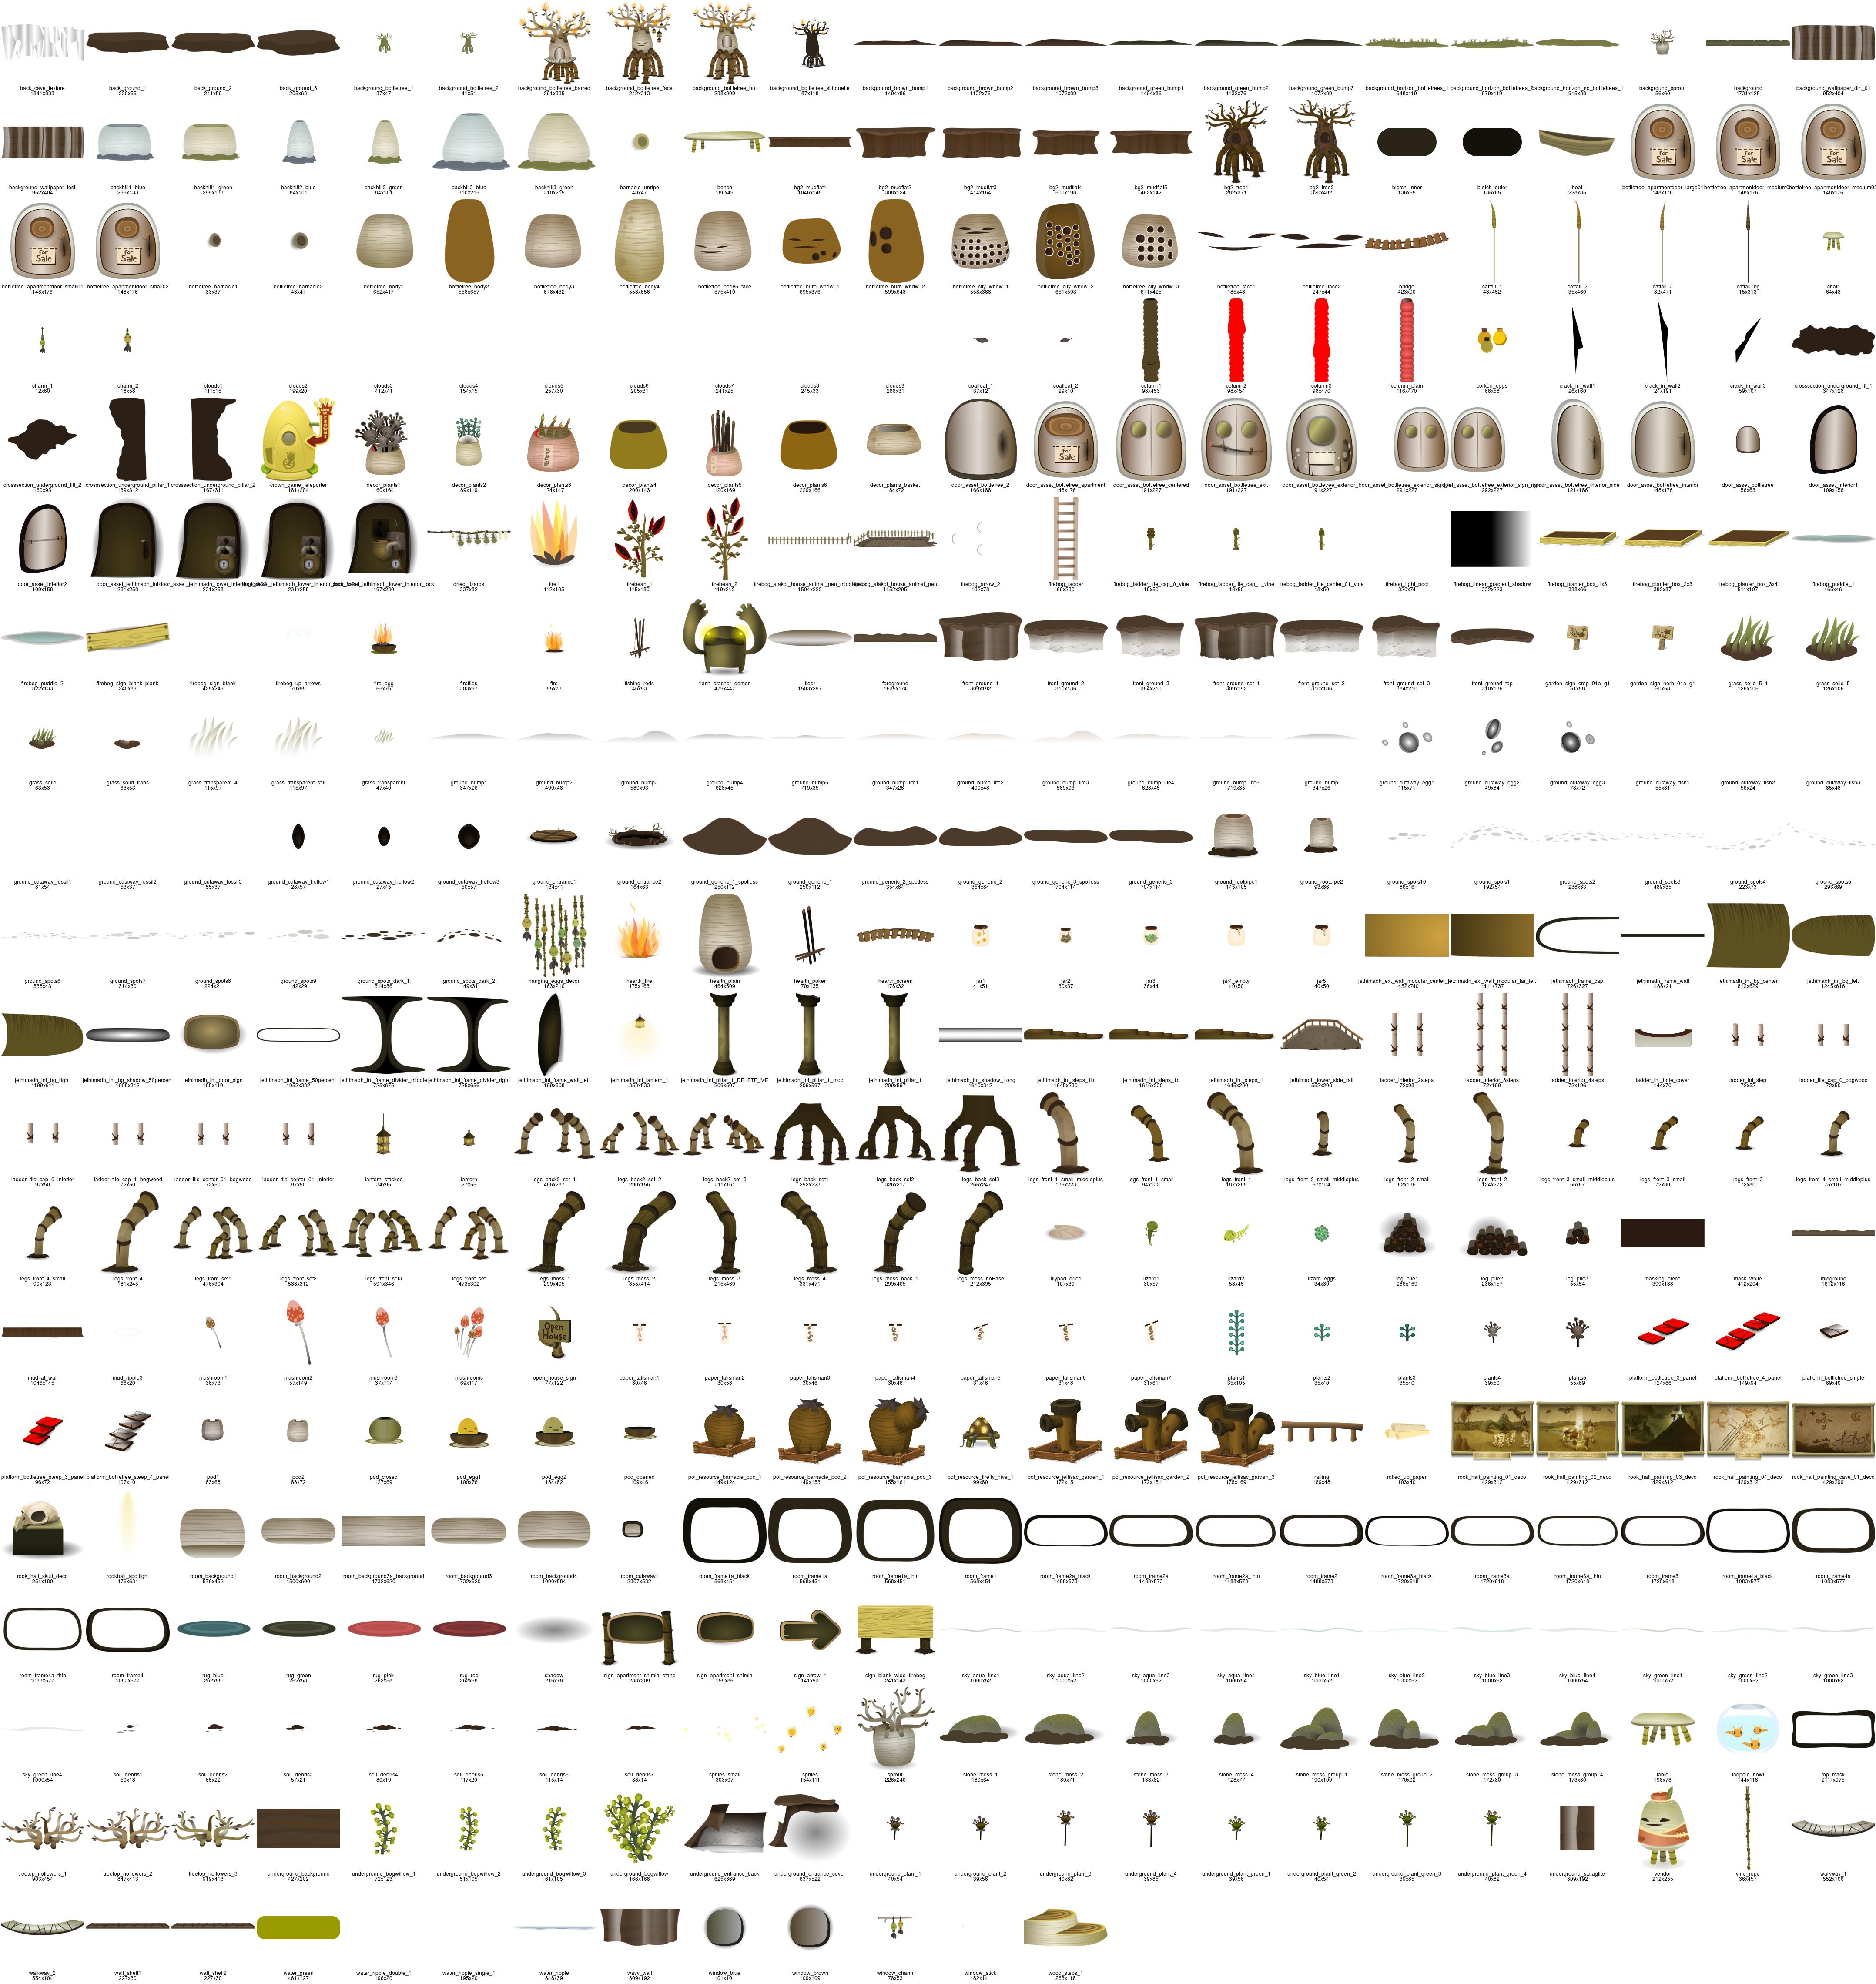 back_cave_texture back_ground_1 back_ground_2 back_ground_3 background_bottletree_1 background_bottletree_2 background_bottletree_barred background_bottletree_face background_bottletree_hut background_bottletree_silhouette background_brown_bump1 background_brown_bump2 background_brown_bump3 background_green_bump1 background_green_bump2 background_green_bump3 background_horizon_bottletrees_1 background_horizon_bottletrees_2 background_horizon_no_bottletrees_1 background_sprout background background_wallpaper_dirt_01
1841x833 220x55 241x59 205x63 37x47 41x51 291x335 242x313 238x309 87x118 1494x86 1132x76 1072x89 1494x86 1132x76 1072x89 948x119 879x119 915x88 56x60 1731x128 952x404
For Sale For Sale For Sale
background_wallpaper_test backhill1_blue backhill1_green backhill2_blue backhill2_green backhill3_blue backhill3_green barnacle_unripe bench bg2_mudflat1 bg2_mudflat2 bg2_mudflat3 bg2_mudflat4 bg2_mudflat5 bg2_tree1 bg2_tree2 blotch_inner blotch_outer boat bottletree_apartmentdoor_large01
952x404 299x133 299x133 84x101 84x101 310x215 310x215 43x47 186x49 1046x145 308x124 414x164 500x198 462x142 282x371 320x402 136x65 136x65 228x85 148x176 148x176 148x176
For Sale For Sale
bottletree_apartmentdoor_small01 bottletree_apartmentdoor_small02 bottletree_barnacle1 bottletree_barnacle2 bottletree_body1 bottletree_body2 bottletree_body3 bottletree_body4 bottletree_body5_face bottletree_burb_wndw_1 bottletree_burb_wndw_2 bottletree_city_wndw_1 bottletree_city_wndw_2 bottletree_city_wndw_3 bottletree_face1 bottletree_face2 bridge cattail_1 cattail_2 cattail_3 cattail_bg chair
148x176 148x176 33x37 43x47 652x417 558x657 678x432 558x656 575x410 695x376 599x643 558x368 651x593 671x425 185x43 247x44 423x90 43x452 35x460 32x471 15x313 64x43
charm_1 charm_2 clouds1 clouds2 clouds3 clouds4 clouds5 clouds6 clouds7 clouds8 clouds9 coalleaf_1 coalleaf_2 column1 column2 column3 column_plain corked_eggs crack_in_wall1 crack_in_wall2 crack_in_wall3 crosssection_underground_fill_1
12x60 18x58 111x15 199x20 412x41 154x15 257x30 205x31 241x25 245x33 288x31 37x12 29x10 98x453 98x454 98x470 116x470 66x58 26x160 24x191 59x107 347x128
For Sale
crosssection_underground_fill_2 crosssection_underground_pillar_1 crosssection_underground_pillar_2 crown_game_teleporter decor_plants1 decor_plants2 decor_plants3 decor_plants4 decor_plants5 decor_plants6 decor_plants_basket door_asset_bottletree_2 door_asset_bottletree_apartment door_asset_bottletree_centered door_asset_bottletree_exit door_asset_bottletree_interior_side door_asset_bottletree_interior door_asset_bottletree door_asset_interior1
160x93 139x312 167x311 181x204 160x164 89x119 174x147 200x143 120x169 229x166 184x72 166x188 148x176 191x227 191x227 191x227 291x227 292x227 121x186 148x176 56x63 109x158
door_asset_interior2 dried_lizards fire1 firebean_1 firebean_2 firebog_alakol_house_animal_pen firebog_arrow_2 firebog_ladder firebog_ladder_tile_cap_0_vine firebog_ladder_tile_cap_1_vine firebog_ladder_tile_center_01_vine firebog_light_pool firebog_linear_gradient_shadow firebog_planter_box_1x3 firebog_planter_box_2x3 firebog_planter_box_3x4 firebog_puddle_1
109x158 231x258 231x258 231x258 197x230 337x82 112x185 115x180 119x212 1504x222 1452x295 132x78 69x230 18x50 18x50 18x50 320x74 332x223 338x66 382x87 511x107 465x46
firebog_puddle_2 firebog_sign_blank_plank firebog_sign_blank firebog_up_arrows fire_egg fireflies fire fishing_rods flash_crasher_demon floor foreground front_ground_1 front_ground_2 front_ground_3 front_ground_set_1 front_ground_set_2 front_ground_set_3 front_ground_top garden_sign_crop_01a_g1 garden_sign_herb_01a_g1 grass_solid_5_1 grass_solid_5
822x133 240x89 425x249 70x95 65x76 303x97 55x73 46x93 479x447 1503x297 1635x174 309x192 310x136 384x210 309x192 310x136 384x210 310x136 51x58 50x58 126x106 126x106
grass_solid grass_solid_trans grass_transparent_4 grass_transparent_still grass_transparent ground_bump1 ground_bump2 ground_bump3 ground_bump4 ground_bump5 ground_bump_lite1 ground_bump_lite2 ground_bump_lite3 ground_bump_lite4 ground_bump_lite5 ground_bump ground_cutaway_egg1 ground_cutaway_egg2 ground_cutaway_egg3 ground_cutaway_fish1 ground_cutaway_fish2 ground_cutaway_fish3
63x53 63x53 115x97 115x97 47x40 347x26 499x48 589x93 628x45 719x35 347x26 499x48 589x93 628x45 719x35 347x26 115x71 49x84 78x72 55x31 56x24 85x48
ground_cutaway_fossil1 ground_cutaway_fossil2 ground_cutaway_fossil3 ground_cutaway_hollow1 ground_cutaway_hollow2 ground_cutaway_hollow3 ground_entrance1 ground_entrance2 ground_generic_1_spotless ground_generic_1 ground_generic_2_spotless ground_generic_2 ground_generic_3_spotless ground_generic_3 ground_rootpipe1 ground_rootpipe2 ground_spots10 ground_spots1 ground_spots2 ground_spots3 ground_spots4 ground_spots5
81x54 53x37 55x37 28x57 27x45 50x57 134x41 164x63 250x112 250x112 354x84 354x84 704x114 704x114 145x105 93x86 86x16 192x54 238x33 489x35 223x73 293x69
ground_spots6 ground_spots7 ground_spots8 ground_spots9 ground_spots_dark_1 ground_spots_dark_2 hanging_eggs_decor hearth_fire hearth_plain hearth_poker hearth_screen jar1 jar2 jar3 jar4_empty jar5 jethimadh_ext_wall_modular_far_left jethimadh_frame_cap jethimadh_frame_wall jethimadh_int_bg_center jethimadh_int_bg_left
538x43 314x30 224x21 142x29 314x36 149x31 163x210 175x163 464x509 70x135 178x32 41x51 30x37 36x44 40x50 40x50 1452x740 1411x737 726x327 488x21 812x629 1245x616
jethimadh_int_bg_right jethimadh_int_bg_shadow_50percent jethimadh_int_door_sign jethimadh_int_frame_50percent jethimadh_int_frame_divider_middle jethimadh_int_frame_divider_right jethimadh_int_frame_wall_left jethimadh_int_lantern_1 jethimadh_int_pillar_1_DELETE_ME jethimadh_int_pillar_1_mod jethimadh_int_pillar_1 jethimadh_int_shadow_Long jethimadh_int_steps_1b jethimadh_int_steps_1c jethimadh_int_steps_1 jethimadh_tower_side_rail ladder_interior_2steps ladder_interior_3steps ladder_interior_4steps ladder_int_hole_cover ladder_int_step ladder_tile_cap_0_bogwood
1199x611 1908x312 188x110 1952x332 725x675 725x656 199x508 353x533 209x597 209x597 209x597 1910x312 1645x230 1645x230 1645x230 552x208 72x98 72x199 72x196 144x70 72x52 72x50
ladder_tile_cap_0_interior ladder_tile_cap_1_bogwood ladder_tile_center_01_bogwood ladder_tile_center_01_interior lantern_stacked lantern legs_back2_set_1 legs_back2_set_2 legs_back2_set_3 legs_back_set1 legs_back_set2 legs_back_set3 legs_front_1_small_middleplus legs_front_1_small legs_front_1 legs_front_2_small_middleplus legs_front_2_small legs_front_2 legs_front_3_small_middleplus legs_front_3_small legs_front_3 legs_front_4_small_middleplus
97x50 72x50 72x50 97x50 34x95 27x55 466x287 290x156 311x161 292x223 326x217 266x247 139x223 94x132 187x265 57x104 62x136 124x272 56x67 72x80 72x80 75x107
legs_front_4_small legs_front_4 legs_front_set1 legs_front_set2 legs_front_set3 legs_front_set legs_moss_1 legs_moss_2 legs_moss_3 legs_moss_4 legs_moss_back_1 legs_moss_noBase lilypad_dried lizard1 lizard2 lizard_eggs log_pile1 log_pile2 log_pile3 masking_piece mask_white midground
90x123 181x245 476x304 538x312 591x346 473x302 299x405 355x414 215x469 331x471 299x405 212x395 107x39 30x57 58x45 34x39 286x169 236x157 55x54 399x138 412x204 1612x116
Open House
mudflat_wall mud_ripple3 mushroom1 mushroom2 mushroom3 mushrooms open_house_sign paper_talisman1 paper_talisman2 paper_talisman3 paper_talisman4 paper_talisman5 paper_talisman6 paper_talisman7 plants1 plants2 plants3 plants4 plants5 platform_bottletree_3_panel platform_bottletree_4_panel platform_bottletree_single
1046x145 66x20 36x73 57x149 37x117 69x117 77x122 30x46 30x53 30x46 30x46 31x46 31x48 31x61 35x105 35x40 35x40 39x50 55x69 124x66 149x94 69x40
platform_bottletree_steep_3_panel platform_bottletree_steep_4_panel pod1 pod2 pod_closed pod_egg1 pod_egg2 pod_opened pol_resource_barnacle_pod_1 pol_resource_barnacle_pod_2 pol_resource_barnacle_pod_3 pol_resource_firefly_hive_1 pol_resource_jellisac_garden_1 pol_resource_jellisac_garden_2 pol_resource_jellisac_garden_3 railing rolled_up_paper rook_hall_painting_01_deco rook_hall_painting_02_deco rook_hall_painting_03_deco rook_hall_painting_04_deco rook_hall_painting_cave_01_deco
96x72 107x101 83x68 83x72 127x69 100x76 134x62 109x46 149x124 149x153 155x161 99x80 172x151 172x151 178x169 189x48 103x40 429x312 429x312 429x312 429x312 429x299
rook_hall_skull_deco rookhall_spotlight room_background1 room_background2 room_background3a_background room_background3 room_background4 room_cutaway1 room_frame1a_black room_frame1a room_frame1a_thin room_frame1 room_frame2a_black room_frame2a room_frame2a_thin room_frame2 room_frame3a_black room_frame3a room_frame3a_thin room_frame3 room_frame4a_black room_frame4a
254x180 176x631 576x452 1500x600 1732x620 1732x620 1090x584 2307x532 568x451 568x451 568x451 568x451 1488x573 1488x573 1488x573 1488x573 1720x618 1720x618 1720x618 1720x618 1083x577 1083x577
room_frame4a_thin room_frame4 rug_blue rug_green rug_pink rug_red shadow sign_apartment_shimla_stand sign_apartment_shimla sign_arrow_1 sign_blank_wide_firebog sky_aqua_line1 sky_aqua_line2 sky_aqua_line3 sky_aqua_line4 sky_blue_line1 sky_blue_line2 sky_blue_line3 sky_blue_line4 sky_green_line1 sky_green_line2 sky_green_line3
1083x577 1083x577 262x58 262x58 262x58 262x58 216x78 238x209 159x86 141x93 241x143 1000x52 1000x52 1000x62 1000x54 1000x52 1000x52 1000x62 1000x54 1000x52 1000x52 1000x62
sky_green_line4 soil_debris1 soil_debris2 soil_debris3 soil_debris4 soil_debris5 soil_debris6 soil_debris7 sprites_small sprites sprout stone_moss_1 stone_moss_2 stone_moss_3 stone_moss_4 stone_moss_group_1 stone_moss_group_2 stone_moss_group_3 stone_moss_group_4 table tadpole_bowl top_mask
1000x54 50x18 65x22 57x21 80x19 117x20 115x14 88x14 303x97 154x111 226x240 189x64 189x71 133x82 128x77 190x100 170x92 172x80 173x80 198x78 144x118 2117x975
treetop_noflowers_1 treetop_noflowers_2 treetop_noflowers_3 underground_background underground_bogwillow_1 underground_bogwillow_2 underground_bogwillow_3 underground_bogwillow underground_entrance_back underground_entrance_cover underground_plant_1 underground_plant_2 underground_plant_3 underground_plant_4 underground_plant_green_1 underground_plant_green_2 underground_plant_green_3 underground_plant_green_4 underground_stalagtite vendor vine_rope walkway_1
903x454 847x413 919x413 427x202 72x123 51x105 61x105 166x168 625x369 637x522 40x54 39x56 40x82 39x85 39x56 40x54 39x85 40x82 309x192 212x255 36x457 552x106
walkway_2 wall_shelf1 wall_shelf2 water_green water_ripple_double_1 water_ripple_single_1 water_ripple wavy_wall window_blue window_brown window_charm window_stick wood_steps_1
554x104 227x30 227x30 461x127 196x20 195x20 848x39 309x192 101x101 109x109 78x53 82x14 263x118